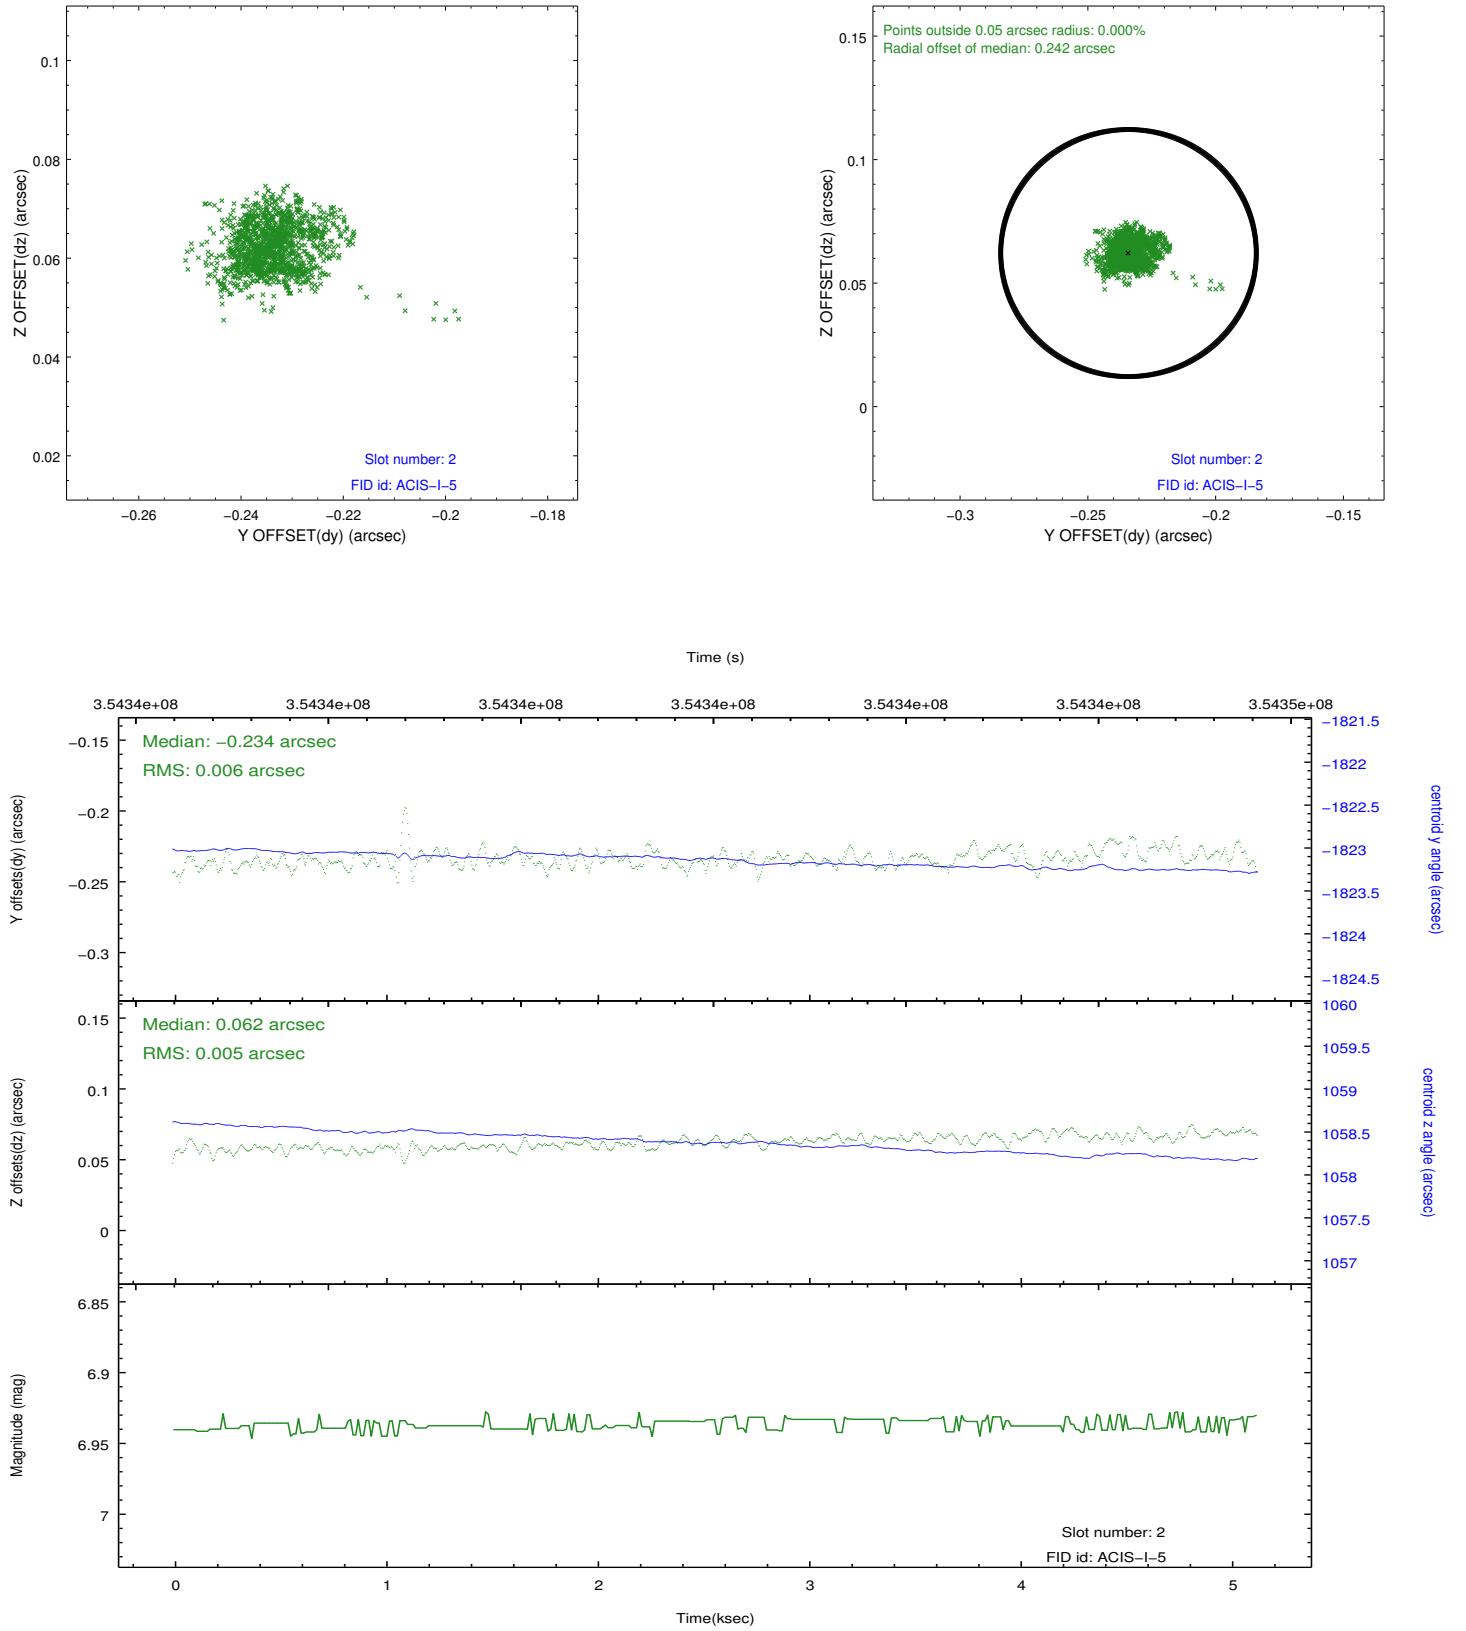 0.1
0.08
0.06
0.04
0.02
Z OFFSET(dz) (arcsec)
Slot number: 2
FID id: ACIS−I−5
−0.26 −0.24 −0.22 −0.2 −0.18
Y OFFSET(dy) (arcsec)
Points outside 0.05 arcsec radius: 0.000%
Radial offset of median: 0.242 arcsec
0.15
0.1
0.05
0
Z OFFSET(dz) (arcsec)
Slot number: 2
FID id: ACIS−I−5
−0.3 −0.25 −0.2 −0.15
Y OFFSET(dy) (arcsec)
Time (s)
3.5434e+08 3.5434e+08 3.5434e+08 3.5434e+08 3.5434e+08 3.5434e+08 3.5435e+08
Median: −0.234 arcsec
RMS: 0.006 arcsec
−0.15
−0.2
−0.25
−0.3
Y offsets(dy) (arcsec)
−1821.5
−1822
−1822.5
−1823
−1823.5
−1824
−1824.5
centroid y angle (arcsec)
Median: 0.062 arcsec
RMS: 0.005 arcsec
0.15
0.1
0.05
0
Z offsets(dz) (arcsec)
1060
1059.5
1059
1058.5
1058
1057.5
1057
centroid z angle (arcsec)
6.85
6.9
6.95
7
Magnitude (mag)
Slot number: 2
FID id: ACIS−I−5
0 1 2 3 4 5
Time(ksec)